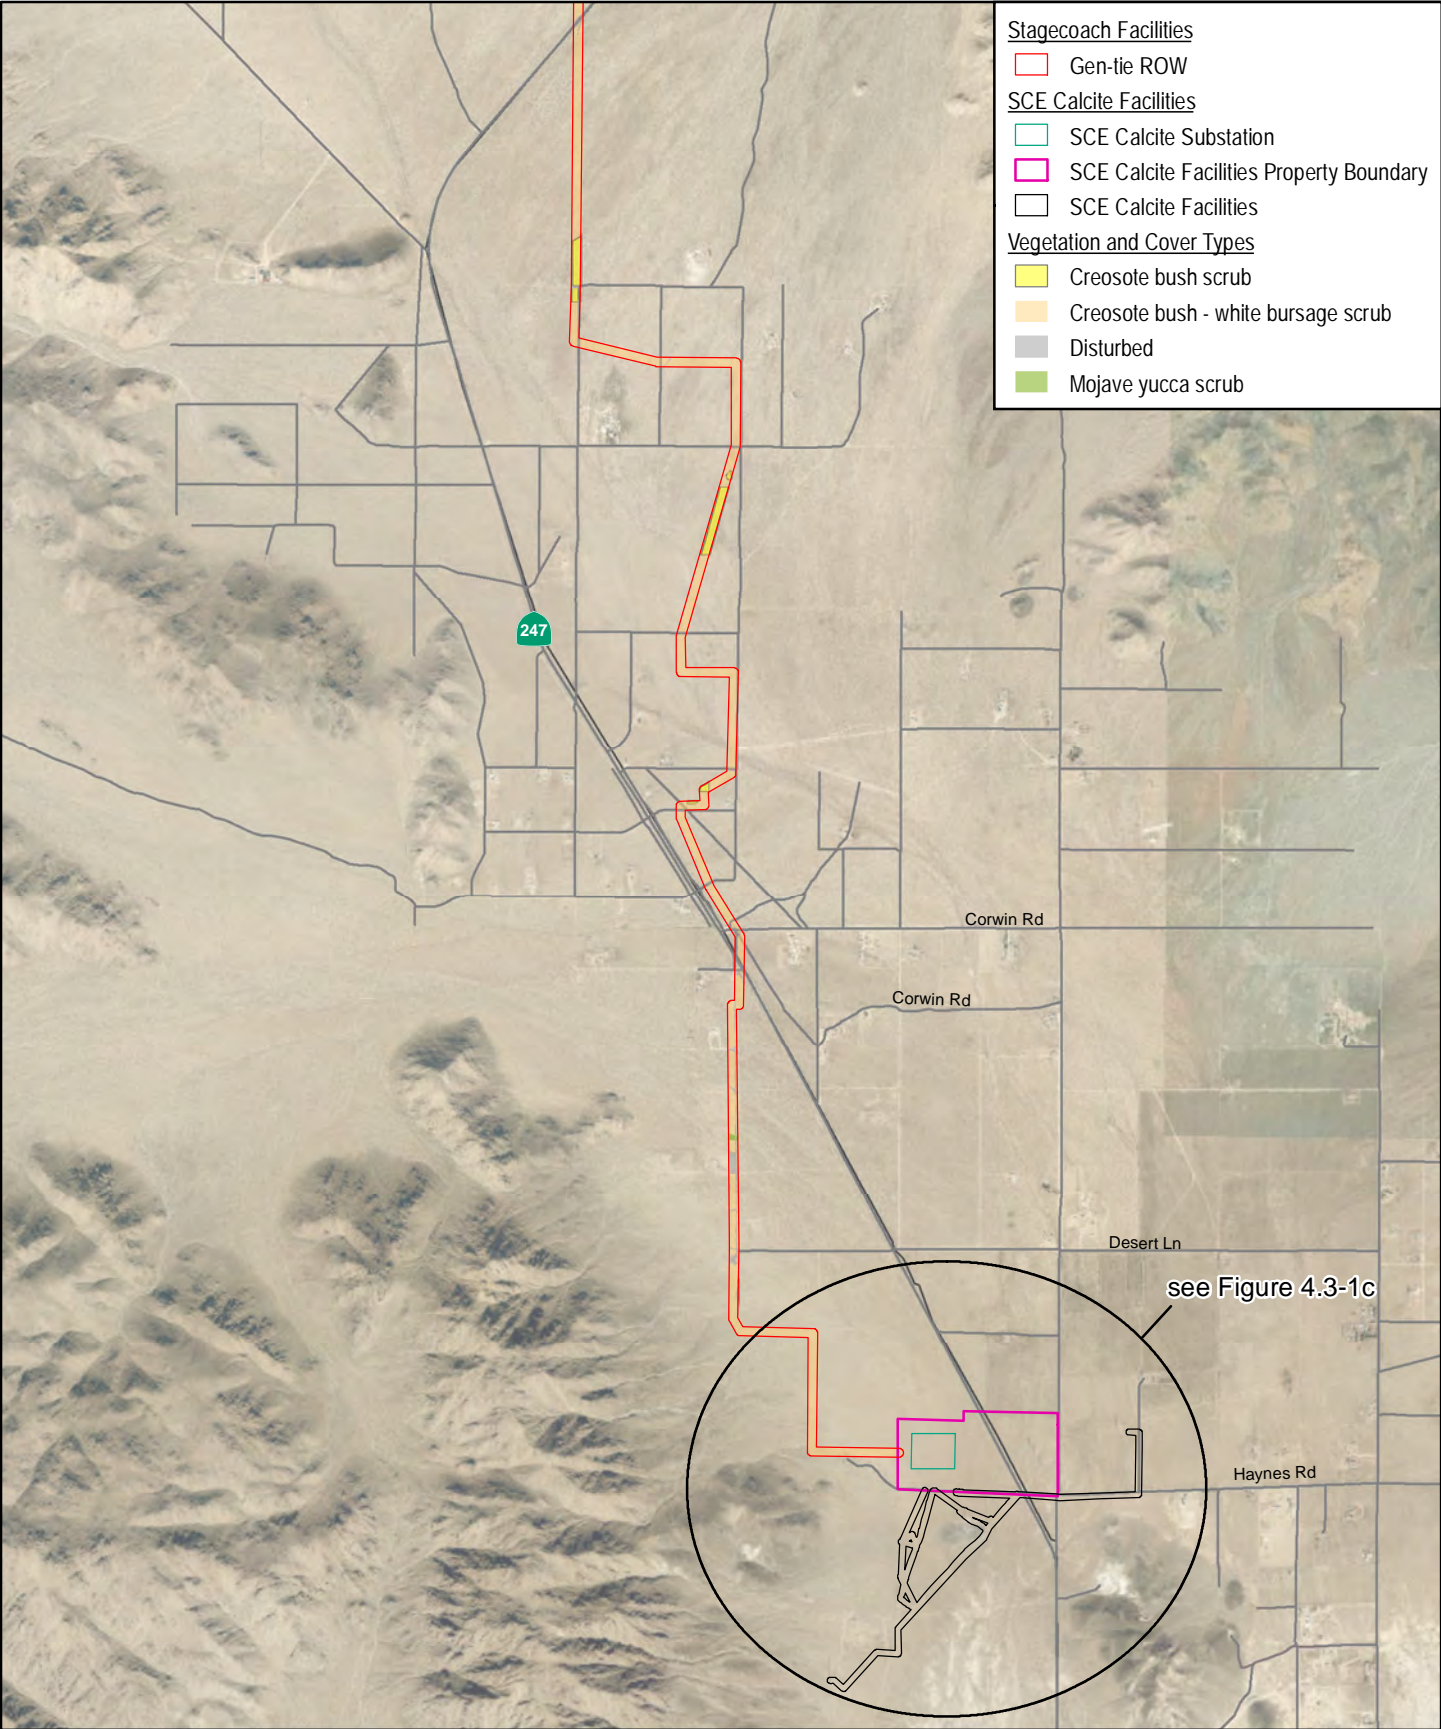 Stagecoach Facilities
Gen-tie ROW
SCE Calcite Facilities
SCE Calcite Substation
SCE Calcite Facilities Property Boundary
SCE Calcite Facilities
Vegetation and Cover Types
Creosote bush scrub
Creosote bush - white bursage scrub
Disturbed
Mojave yucca scrub
247
Corwin Rd
Corwin Rd
Desert Ln
see Figure 4.3-1c
Haynes Rd